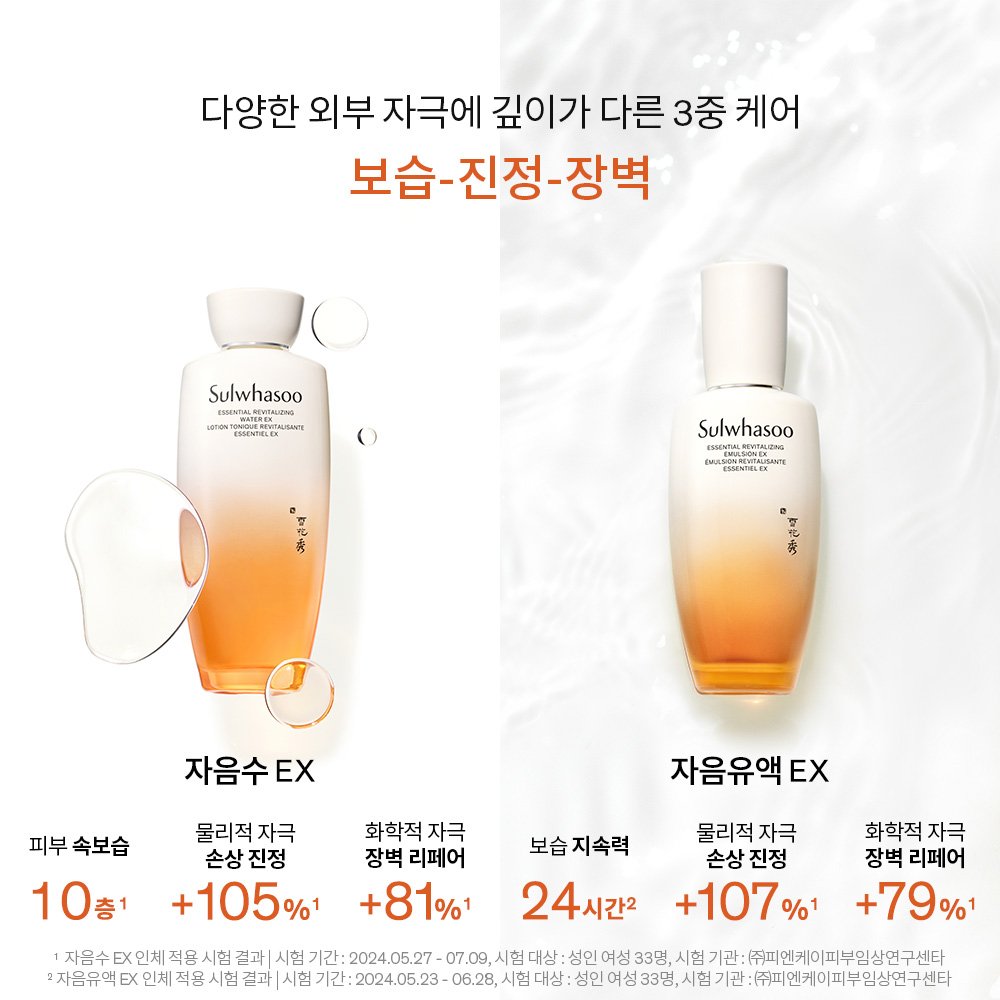 다양한 외부 자극에 깊이가 다른 3중 케어
보습-진정-장벽
Sulwhasoo
ESSENTIAL REVITALIZING
WATER EX
LOTION TONIQUE REVITALISANTE
ESSENTIEL EX
雪花秀
자음수 EX
피부 속보습
10층¹
물리적 자극
손상 진정
+105%¹
화학적 자극
장벽 리페어
+81%¹
Sulwhasoo
ESSENTIAL REVITALIZING
EMULSION EX
ÉMULSION REVITALISANTE
ESSENTIEL EX
雪花秀
자음유액 EX
보습 지속력
24시간²
물리적 자극
손상 진정
+107%¹
화학적 자극
장벽 리페어
+79%¹
¹ 자음수 EX 인체 적용 시험 결과 | 시험 기간 : 2024.05.27 - 07.09, 시험 대상 : 성인 여성 33명, 시험 기관 : ㈜피엔케이피부임상연구센타
² 자음유액 EX 인체 적용 시험 결과 | 시험 기간 : 2024.05.23 - 06.28, 시험 대상 : 성인 여성 33명, 시험 기관 : ㈜피엔케이피부임상연구센타